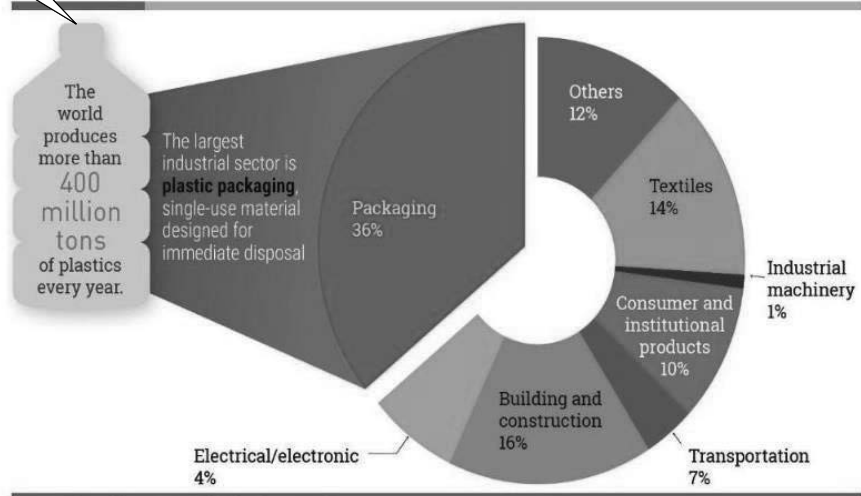 The
world
produces
more than
400
million
tons
of plastics
every year.
The largest
industrial sector is
plastic packaging,
single-use material
designed for
immediate disposal
Packaging
36%
Others
12%
Textiles
14%
Industrial
machinery
1%
Consumer and
institutional
products
10%
Transportation
7%
Building and
construction
16%
Electrical/electronic
4%